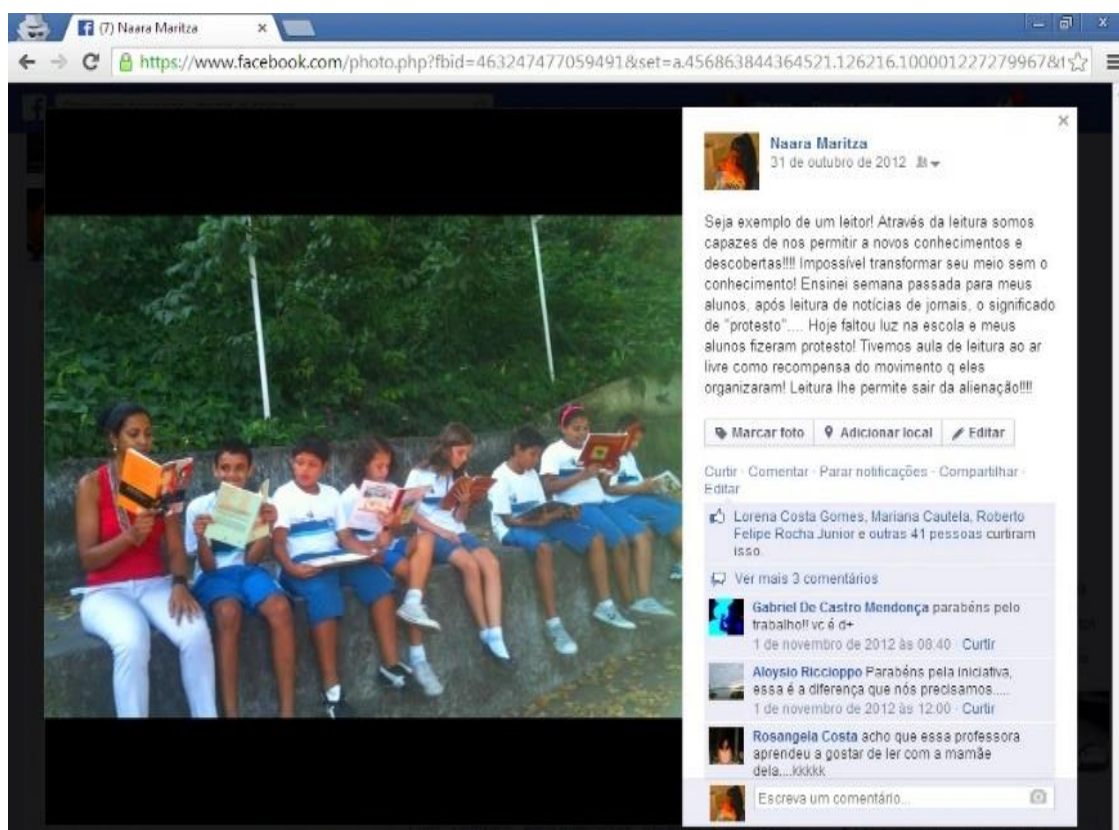 (7) Naara Maritza
https://www.facebook.com/photo.php?fbid=463247477059491&set=a.456863844364521.126216.100001227279967&t
Naara Maritza
31 de outubro de 2012
Seja exemplo de um leitor! Através da leitura somos
capazes de nos permitir a novos conhecimentos e
descobertas!!!! Impossível transformar seu meio sem o
conhecimento! Ensinei semana passada para meus
alunos, após leitura de notícias de jornais, o significado
de "protesto".... Hoje faltou luz na escola e meus
alunos fizeram protesto! Tivemos aula de leitura ao ar
livre como recompensa do movimento q eles
organizaram! Leitura lhe permite sair da alienação!!!!
Marcar foto Adicionar local Editar
Curtir · Comentar · Parar notificações · Compartilhar ·
Editar
Lorena Costa Gomes, Mariana Cautela, Roberto
Felipe Rocha Junior e outras 41 pessoas curtiram
isso.
Ver mais 3 comentários
Gabriel De Castro Mendonça parabéns pelo
trabalho!! vc é d+
1 de novembro de 2012 às 08:40 · Curtir
Aloysio Riccioppo Parabéns pela iniciativa,
essa é a diferença que nós precisamos.....
1 de novembro de 2012 às 12:00 · Curtir
Rosangela Costa acho que essa professora
aprendeu a gostar de ler com a mamãe
dela....kkkkk
Escreva um comentário...